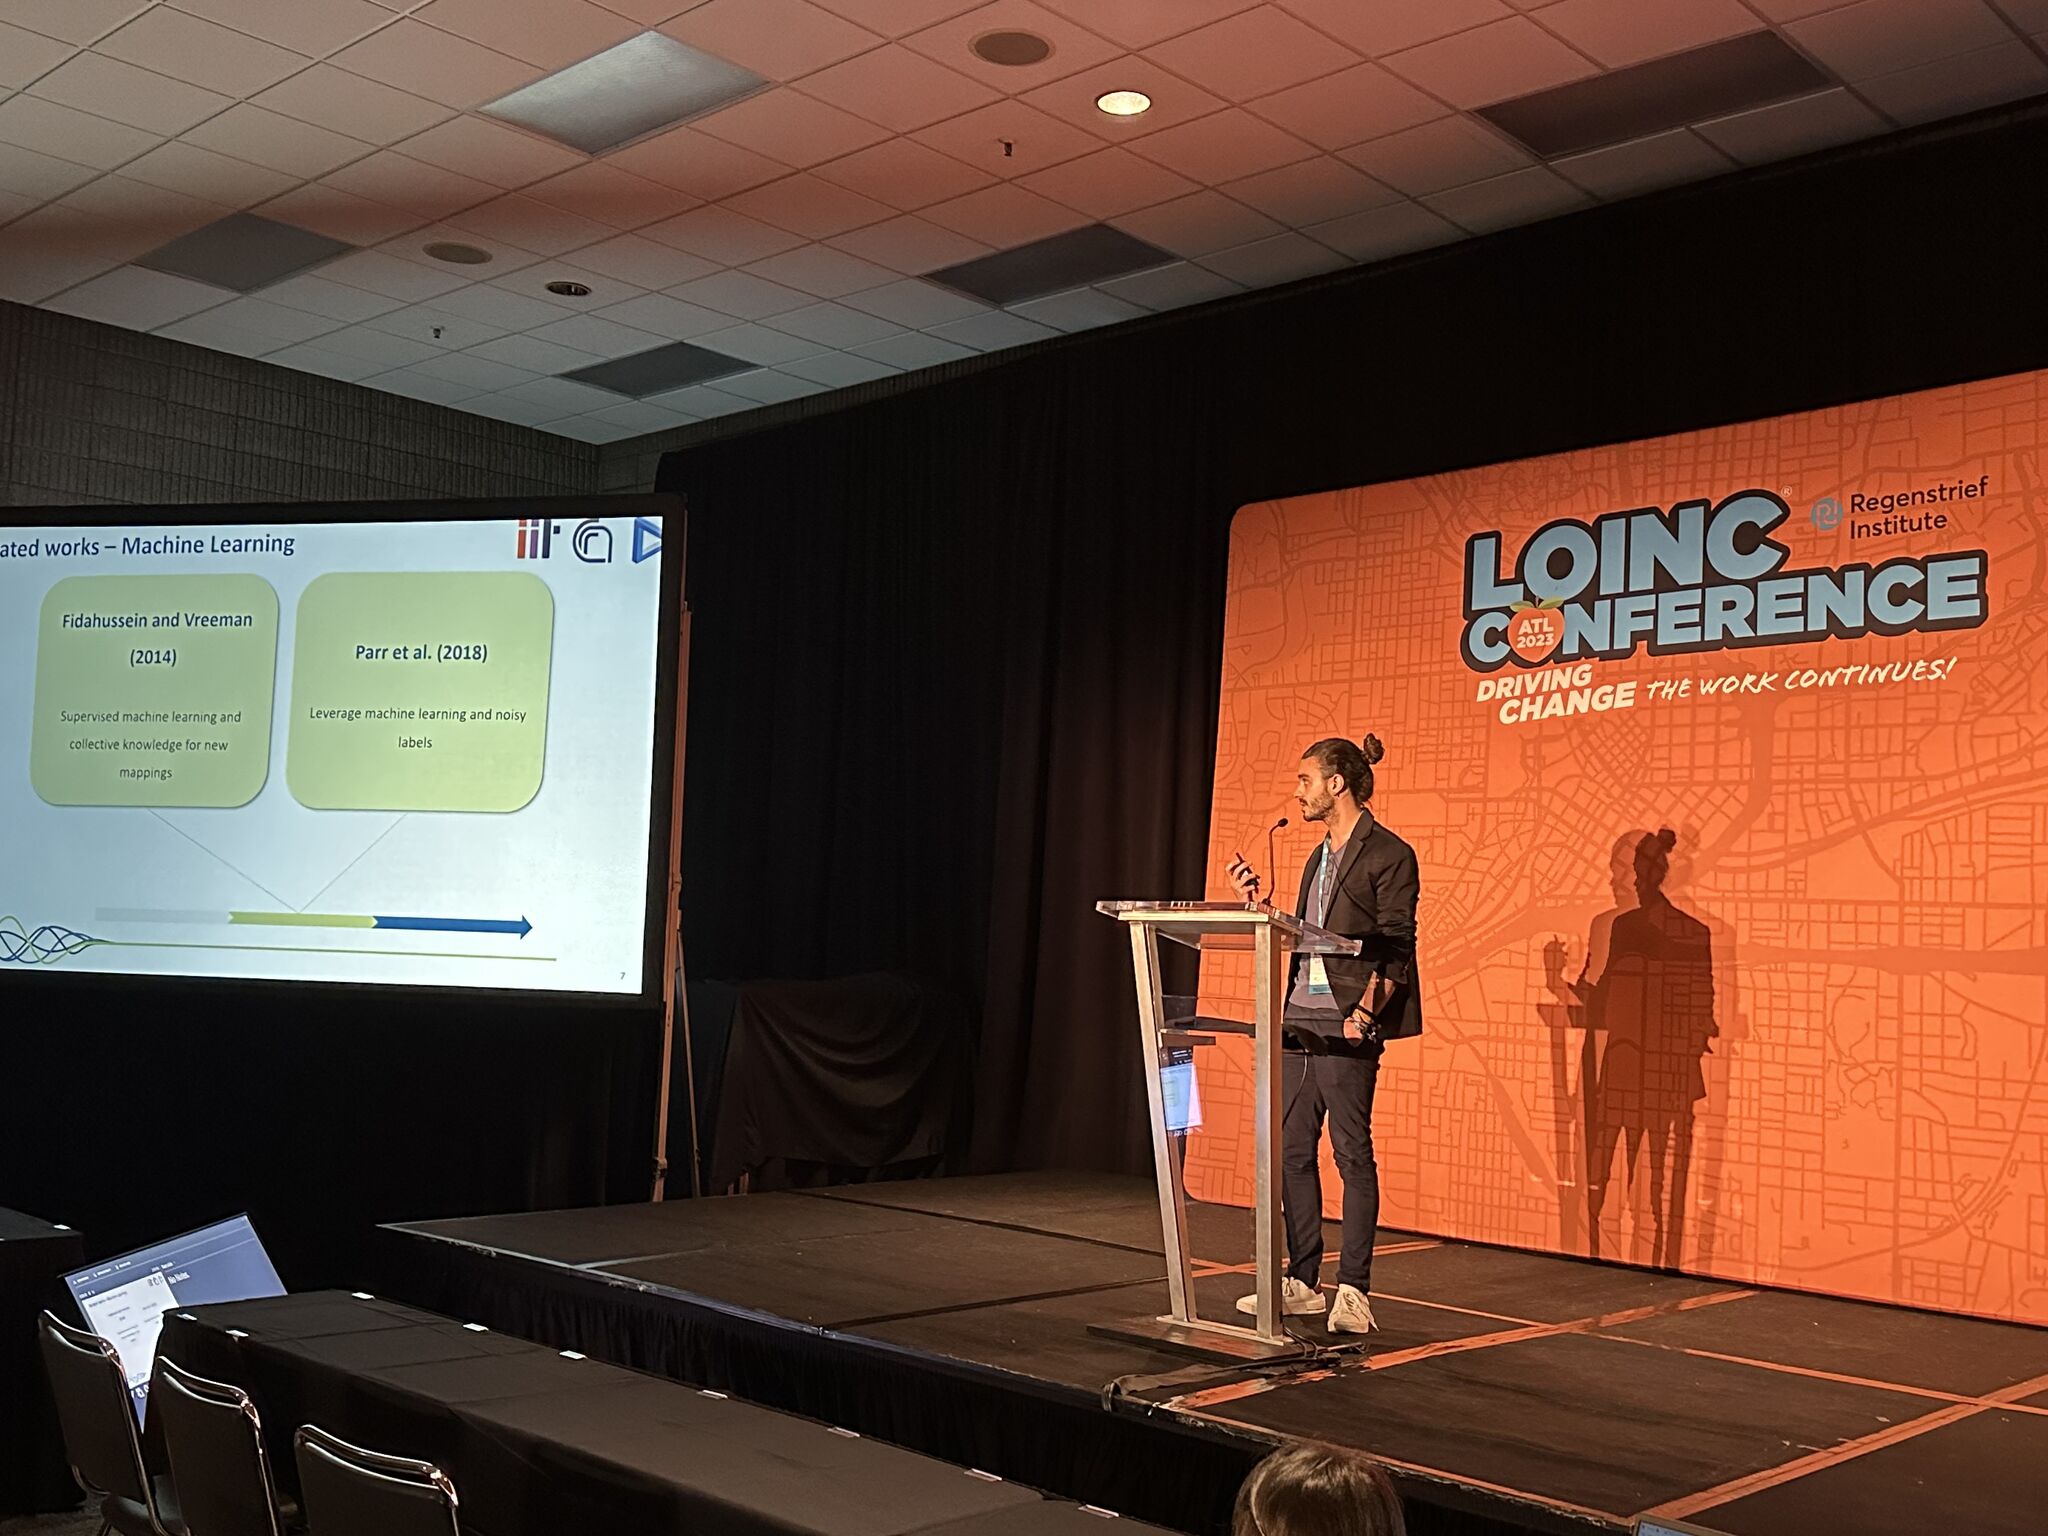 ated works – Machine Learning
Fidahussein and Vreeman
(2014)
Supervised machine learning and
collective knowledge for new
mappings
Parr et al. (2018)
Leverage machine learning and noisy
labels
7
LOINC®
CONFERENCE
ATL
2023
DRIVING
CHANGE THE WORK CONTINUES!
Regenstrief
Institute
No Notes